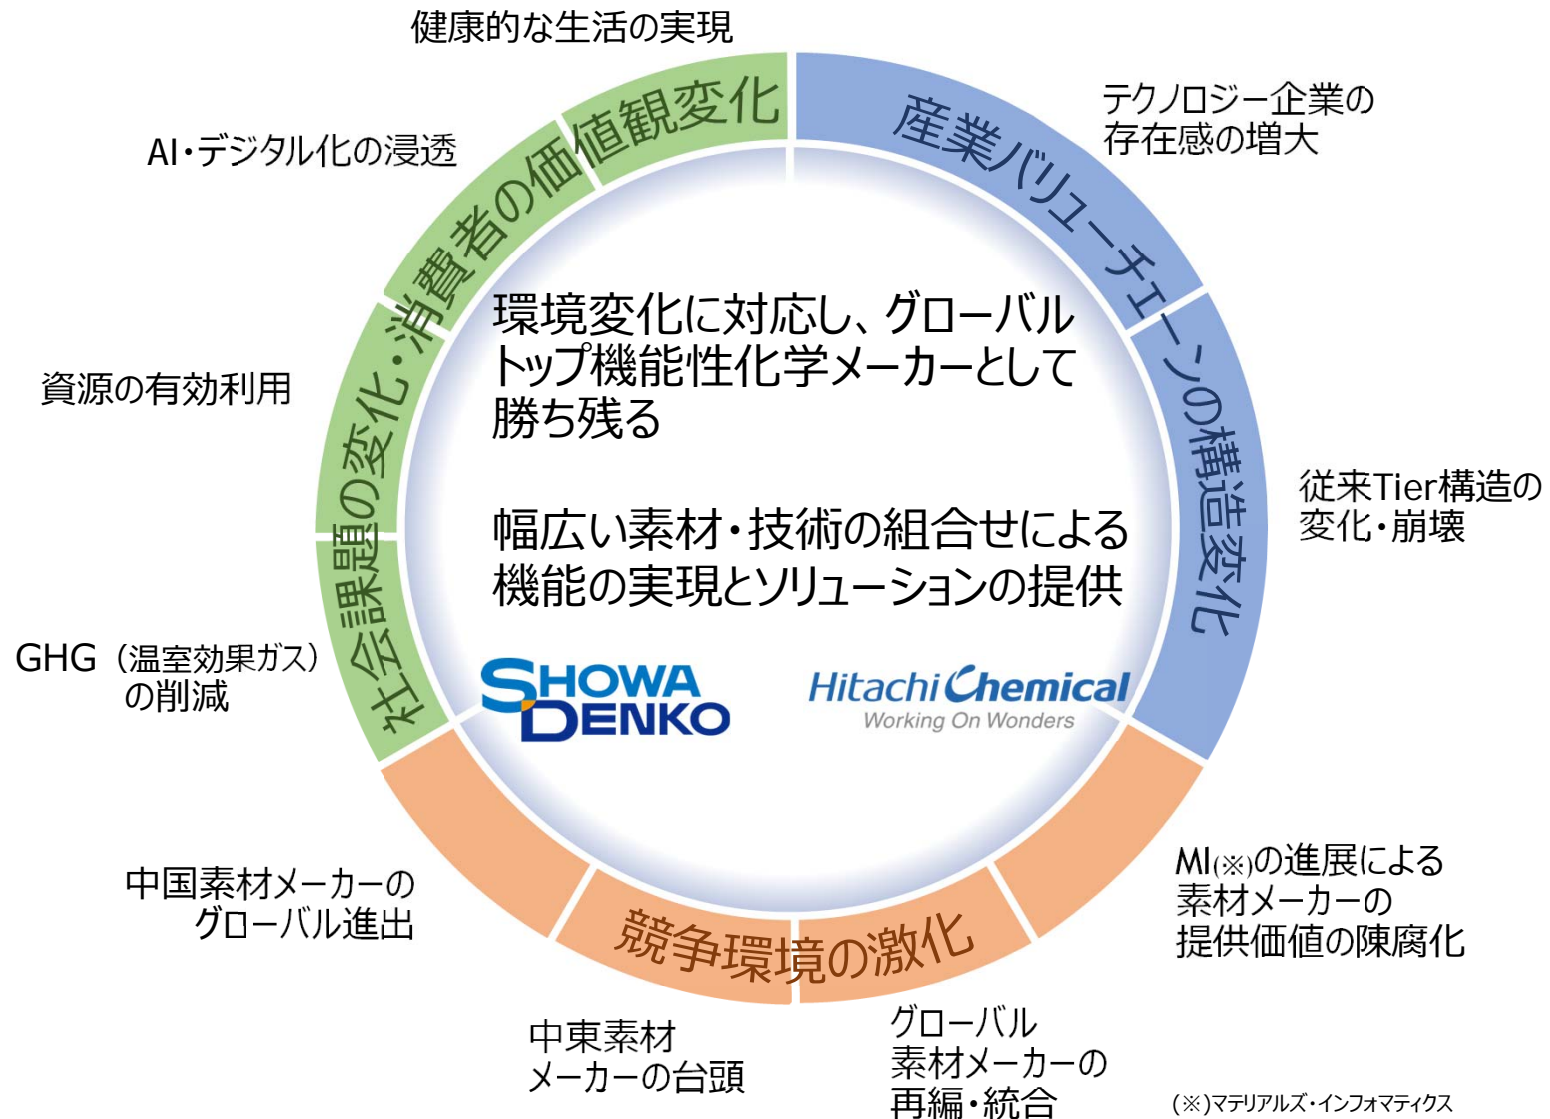 健康的な生活の実現
AI・デジタル化の浸透
資源の有効利用
GHG（温室効果ガス）
の削減
社会課題の変化・消費者の価値観変化
産業バリューチェーンの構造変化
テクノロジー企業の
存在感の増大
従来Tier構造の
変化・崩壊
環境変化に対応し、グローバル
トップ機能性化学メーカーとして
勝ち残る
幅広い素材・技術の組合せによる
機能の実現とソリューションの提供
SHOWA
DENKO
Hitachi Chemical
Working On Wonders
競争環境の激化
中国素材メーカーの
グローバル進出
中東素材
メーカーの台頭
グローバル
素材メーカーの
再編・統合
MI(※)の進展による
素材メーカーの
提供価値の陳腐化
(※)マテリアルズ・インフォマティクス